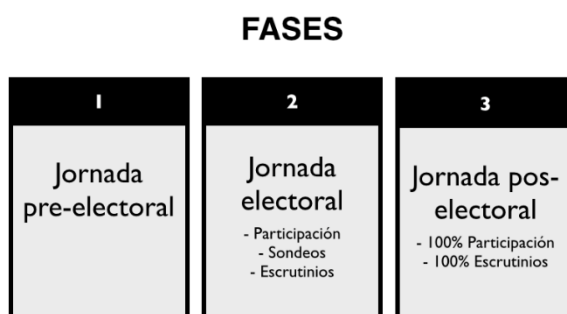 FASES
1
Jornada
pre-electoral
2
Jornada
electoral
- Participación
- Sondeos
- Escrutinios
3
Jornada pos-
electoral
- 100% Participación
- 100% Escrutinios